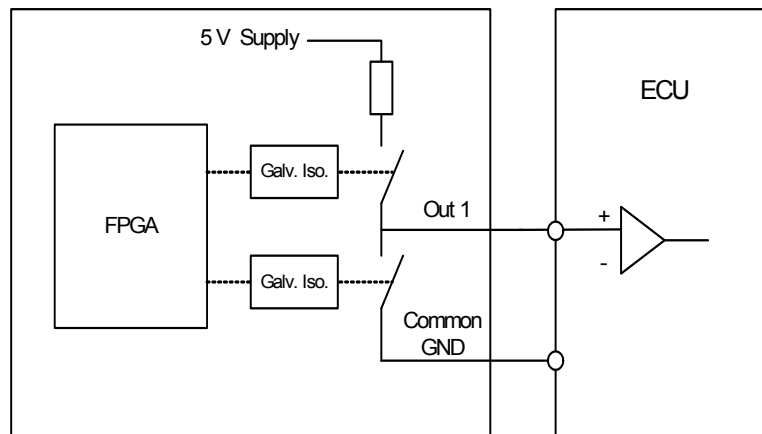 5 V Supply
ECU
Galv. Iso.
FPGA
Out 1
+
-
Galv. Iso.
Common
GND